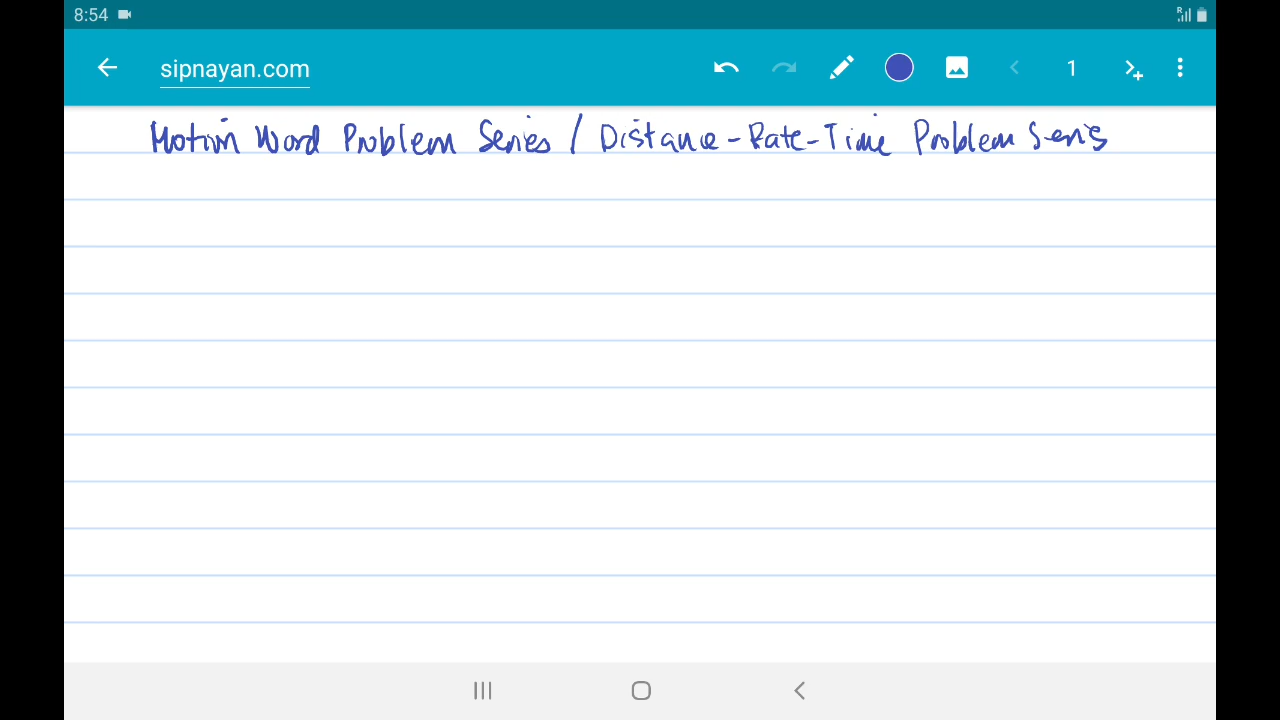 8:54
R
sipnayan.com
1
Motion Word Problem Series / Distance-Rate-Time Problem Series